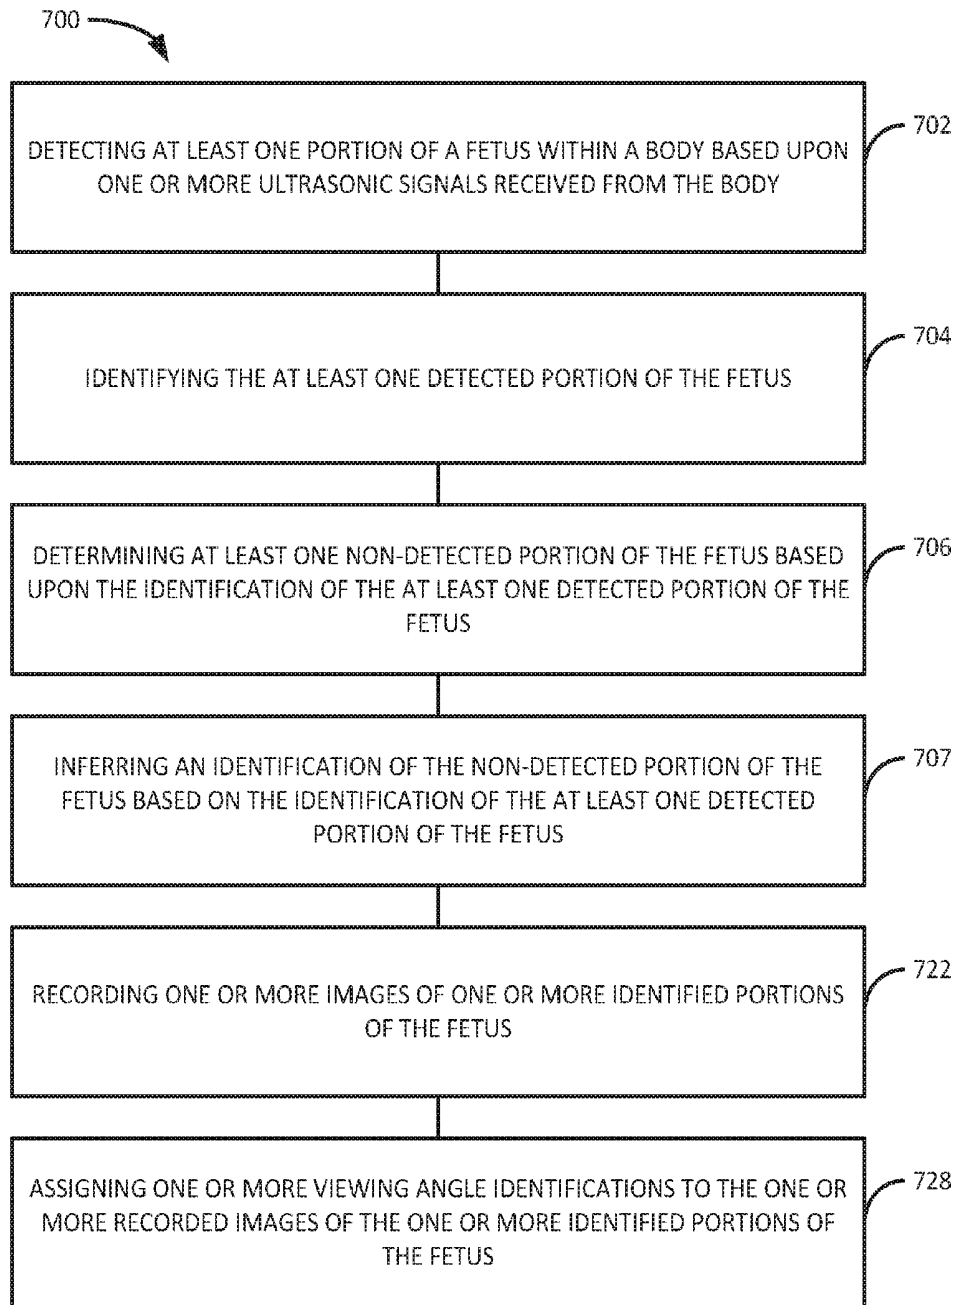 700
702
DETECTING AT LEAST ONE PORTION OF A FETUS WITHIN A BODY BASED UPON
ONE OR MORE ULTRASONIC SIGNALS RECEIVED FROM THE BODY
704
IDENTIFYING THE AT LEAST ONE DETECTED PORTION OF THE FETUS
706
DETERMINING AT LEAST ONE NON-DETECTED PORTION OF THE FETUS BASED
UPON THE IDENTIFICATION OF THE AT LEAST ONE DETECTED PORTION OF THE
FETUS
707
INFERRING AN IDENTIFICATION OF THE NON-DETECTED PORTION OF THE
FETUS BASED ON THE IDENTIFICATION OF THE AT LEAST ONE DETECTED
PORTION OF THE FETUS
722
RECORDING ONE OR MORE IMAGES OF ONE OR MORE IDENTIFIED PORTIONS
OF THE FETUS
728
ASSIGNING ONE OR MORE VIEWING ANGLE IDENTIFICATIONS TO THE ONE OR
MORE RECORDED IMAGES OF THE ONE OR MORE IDENTIFIED PORTIONS OF
THE FETUS